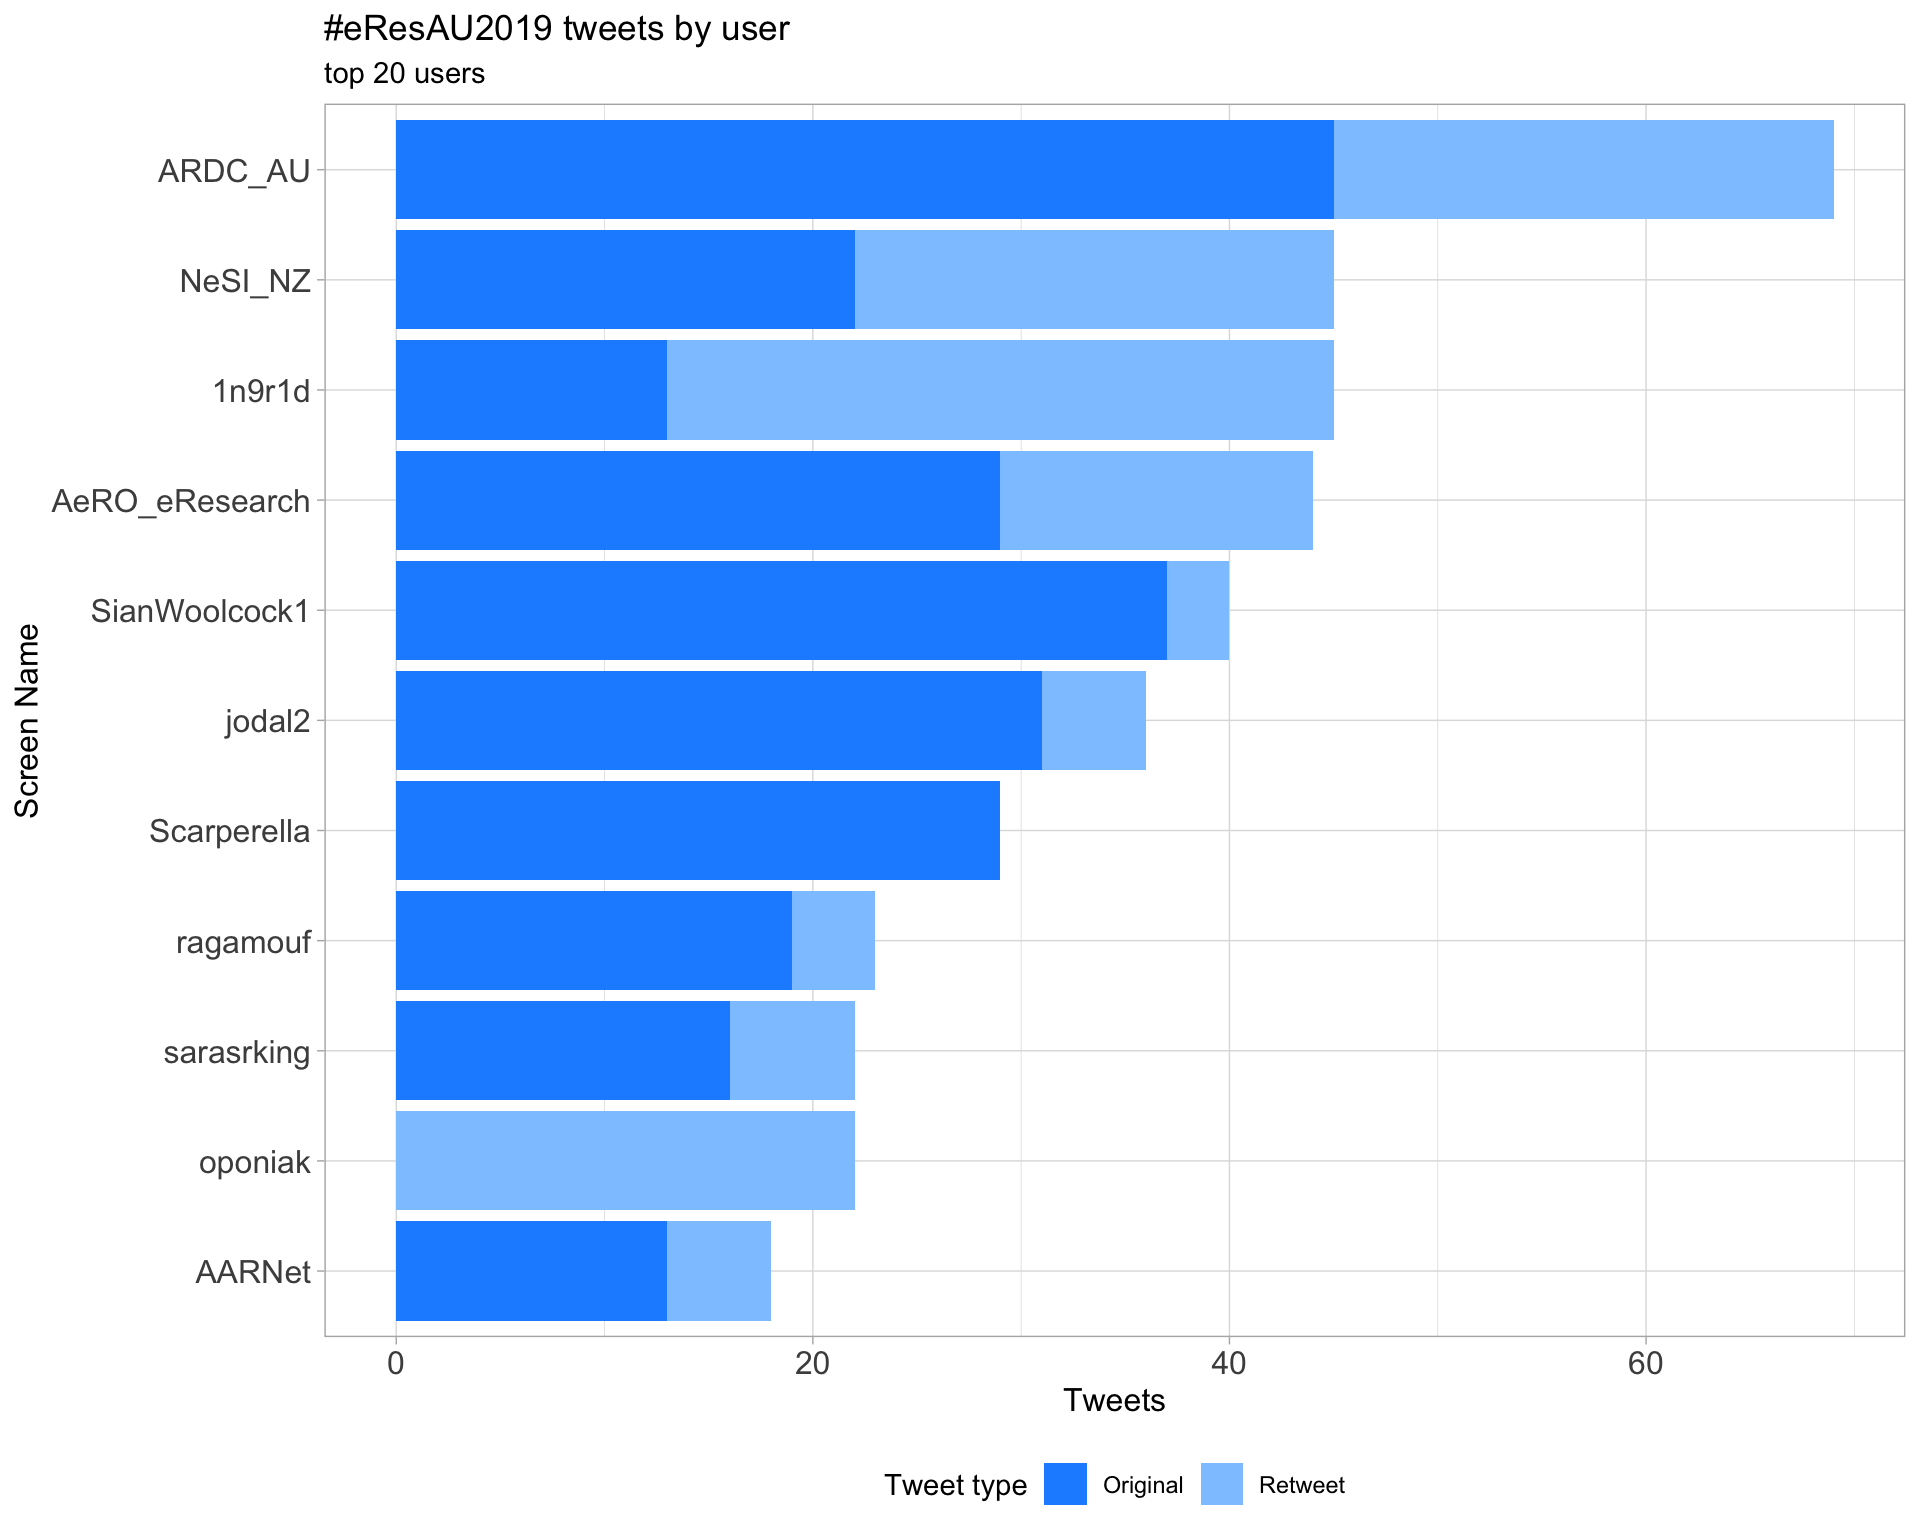 #eResAU2019 tweets by user
top 20 users
Screen Name
ARDC_AU
NeSI_NZ
1n9r1d
AeRO_eResearch
SianWoolcock1
jodal2
Scarperella
ragamouf
sarasrking
oponiak
AARNet
0 20 40 60
Tweets
Tweet type Original Retweet